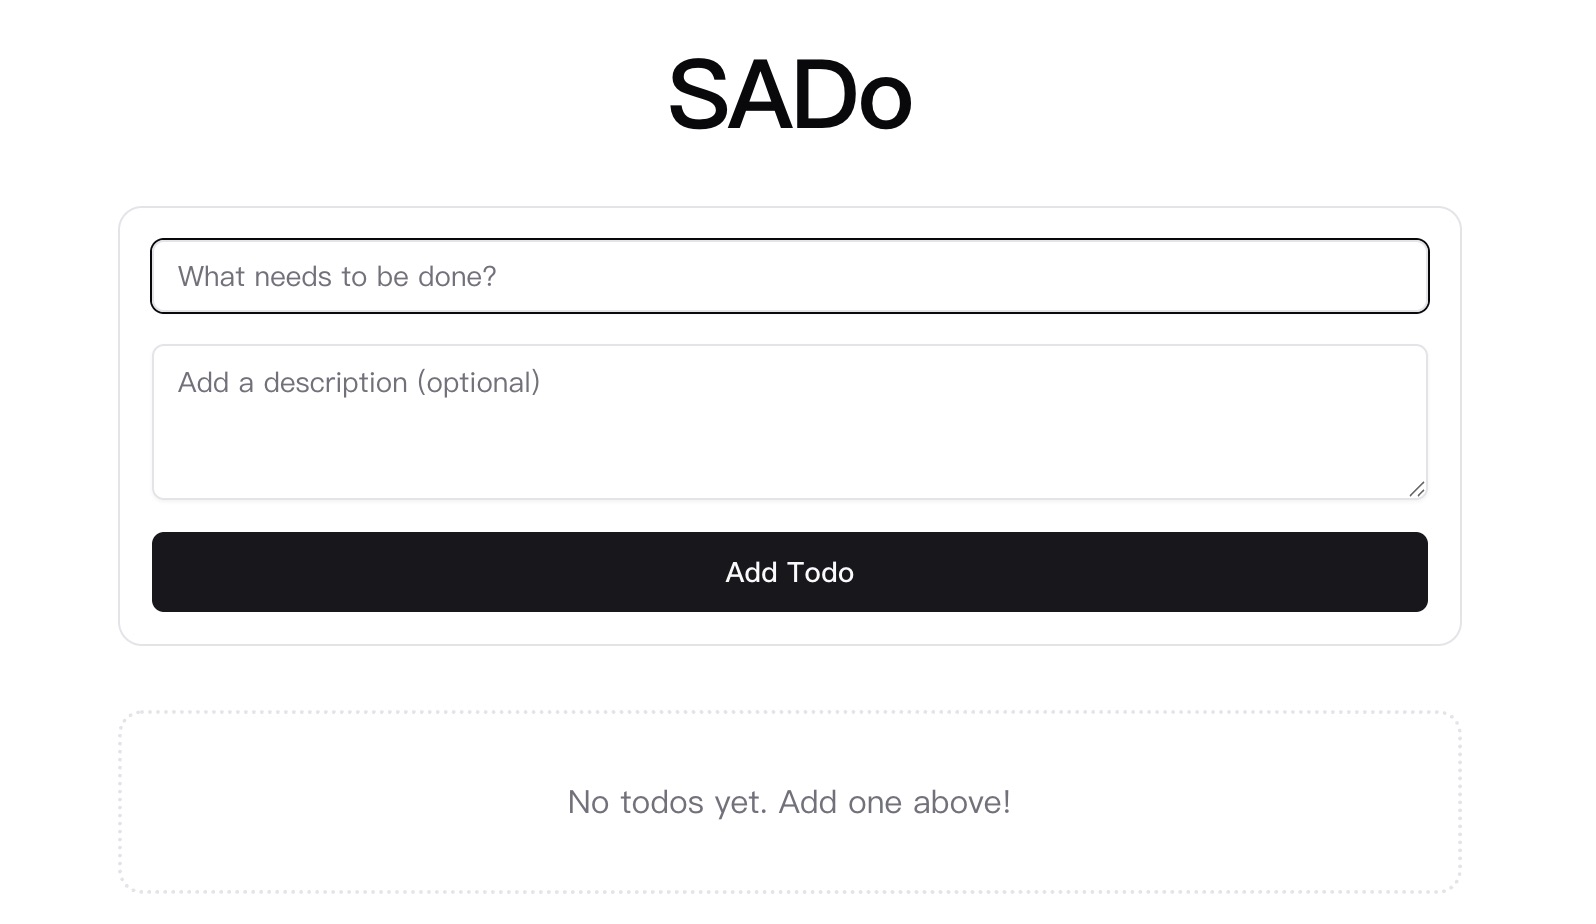 SADo
What needs to be done?
Add a description (optional)
Add Todo
No todos yet. Add one above!